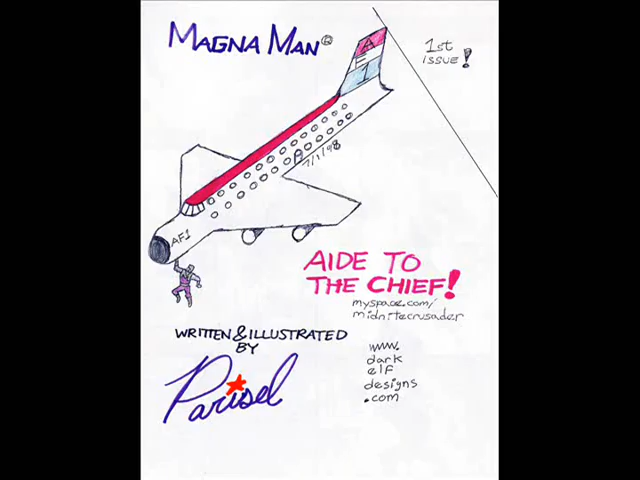 MAGNA MAN®
1st
ISSUE!
A
F
1
7/1/98
AF1
AIDE TO
THE CHIEF!
myspace.com/
midnitecrusader
WRITTEN & ILLUSTRATED
BY
Parisel
www.
dark
elf
designs
.com